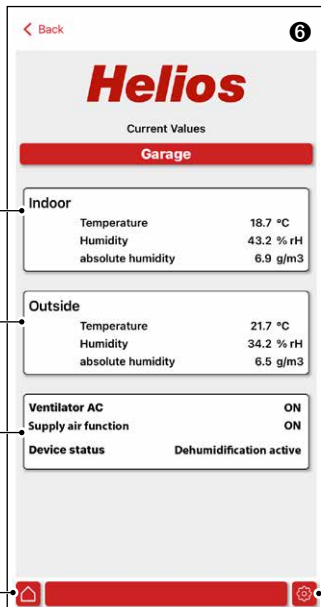 Back ❻
Helios
Current Values
Garage
Indoor
Temperature 18.7 °C
Humidity 43.2 % rH
absolute humidity 6.9 g/m3
Outside
Temperature 21.7 °C
Humidity 34.2 % rH
absolute humidity 6.5 g/m3
Ventilator AC ON
Supply air function ON
Device status Dehumidification active